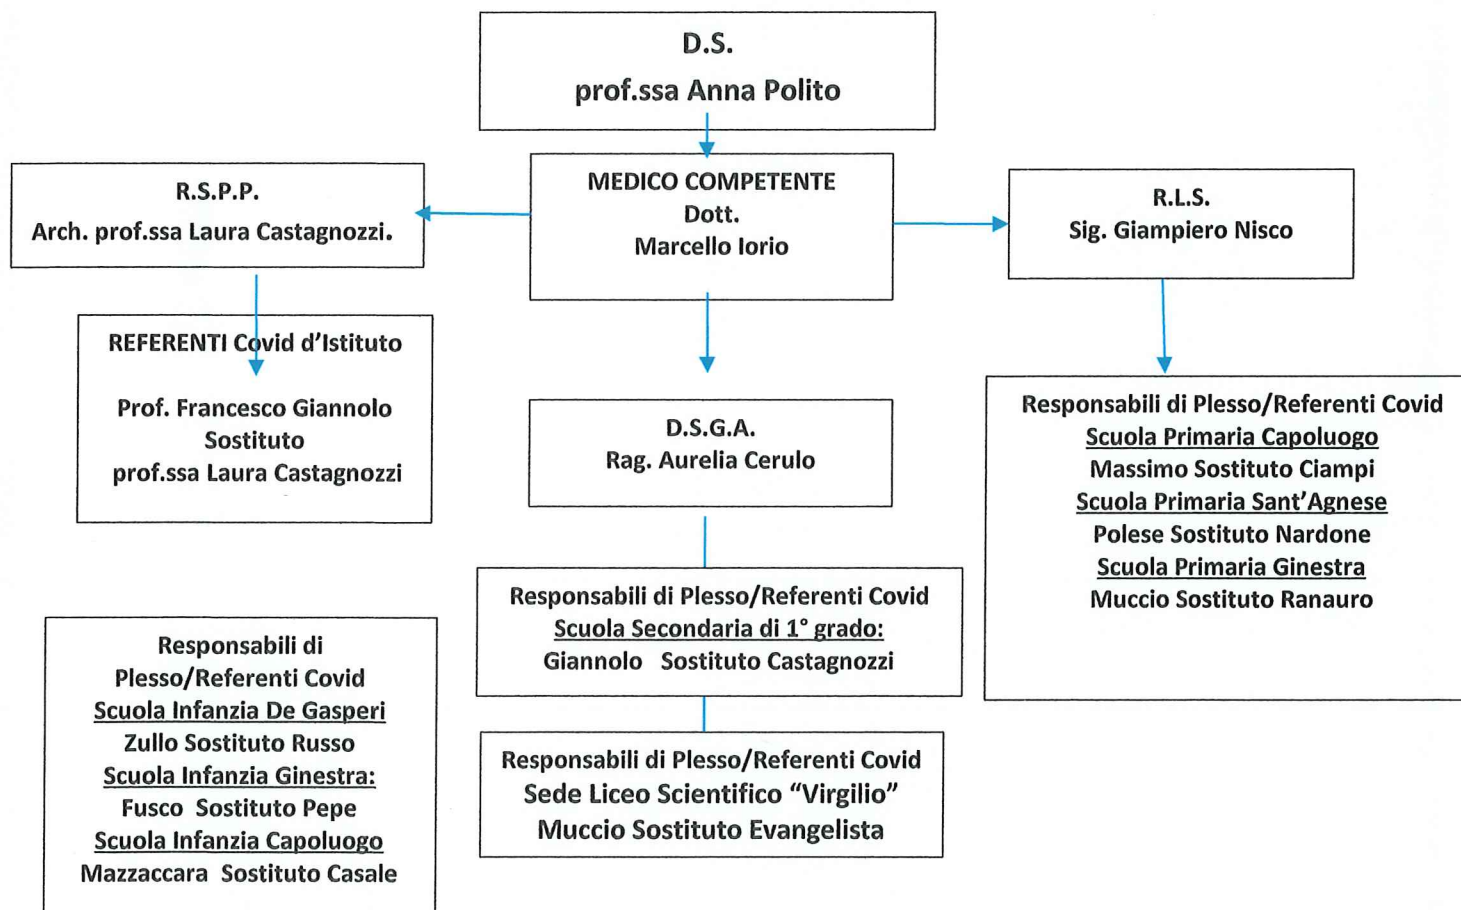 D.S.
prof.ssa Anna Polito
MEDICO COMPETENTE
Dott.
Marcello Iorio
R.S.P.P.
Arch. prof.ssa Laura Castagnozzi.
R.L.S.
Sig. Giampiero Nisco
REFERENTI Covid d’Istituto
Prof. Francesco Giannolo
Sostituto
prof.ssa Laura Castagnozzi
D.S.G.A.
Rag. Aurelia Cerulo
Responsabili di Plesso/Referenti Covid
Scuola Primaria Capoluogo
Massimo Sostituto Ciampi
Scuola Primaria Sant’Agnese
Polese Sostituto Nardone
Scuola Primaria Ginestra
Muccio Sostituto Ranauro
Responsabili di Plesso/Referenti Covid
Scuola Secondaria di 1° grado:
Giannolo Sostituto Castagnozzi
Responsabili di
Plesso/Referenti Covid
Scuola Infanzia De Gasperi
Zullo Sostituto Russo
Scuola Infanzia Ginestra:
Fusco Sostituto Pepe
Scuola Infanzia Capoluogo
Mazzaccara Sostituto Casale
Responsabili di Plesso/Referenti Covid
Sede Liceo Scientifico “Virgilio”
Muccio Sostituto Evangelista